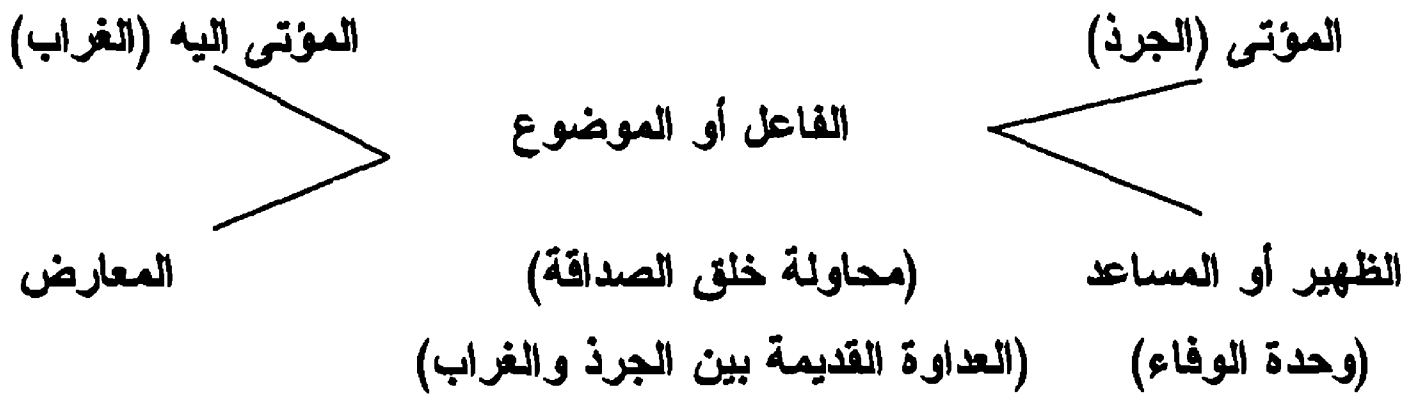 المؤتى (الجرذ) المؤتى اليه (الغراب)
الفاعل أو الموضوع
الظهير أو المساعد (محاولة خلق الصداقة) المعارض
(وحدة الوفاء) (العداوة القديمة بين الجرذ والغراب)